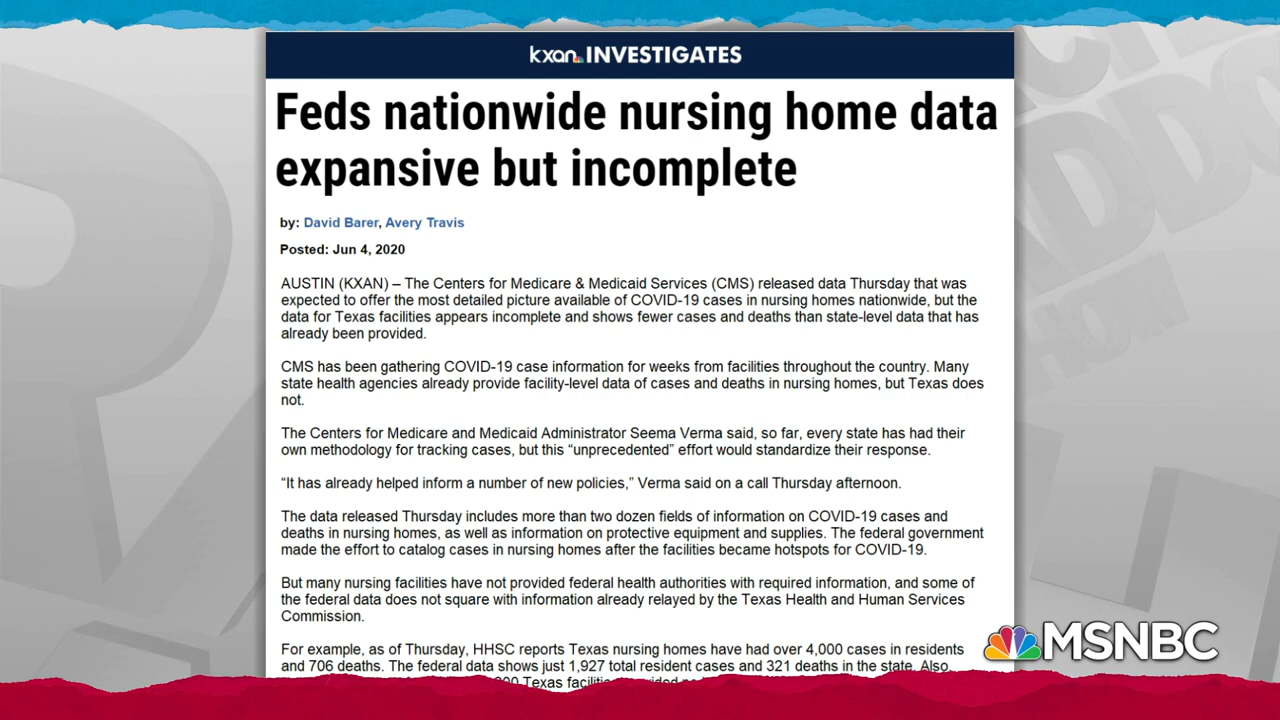 kxan INVESTIGATES
Feds nationwide nursing home data
expansive but incomplete
by: David Barer, Avery Travis
Posted: Jun 4, 2020
AUSTIN (KXAN) – The Centers for Medicare & Medicaid Services (CMS) released data Thursday that was
expected to offer the most detailed picture available of COVID-19 cases in nursing homes nationwide, but the
data for Texas facilities appears incomplete and shows fewer cases and deaths than state-level data that has
already been provided.
CMS has been gathering COVID-19 case information for weeks from facilities throughout the country. Many
state health agencies already provide facility-level data of cases and deaths in nursing homes, but Texas does
not.
The Centers for Medicare and Medicaid Administrator Seema Verma said, so far, every state has had their
own methodology for tracking cases, but this “unprecedented” effort would standardize their response.
“It has already helped inform a number of new policies,” Verma said on a call Thursday afternoon.
The data released Thursday includes more than two dozen fields of information on COVID-19 cases and
deaths in nursing homes, as well as information on protective equipment and supplies. The federal government
made the effort to catalog cases in nursing homes after the facilities became hotspots for COVID-19.
But many nursing facilities have not provided federal health authorities with required information, and some of
the federal data does not square with information already relayed by the Texas Health and Human Services
Commission.
For example, as of Thursday, HHSC reports Texas nursing homes have had over 4,000 cases in residents
and 706 deaths. The federal data shows just 1,927 total resident cases and 321 deaths in the state. Also,
Texas
MSNBC